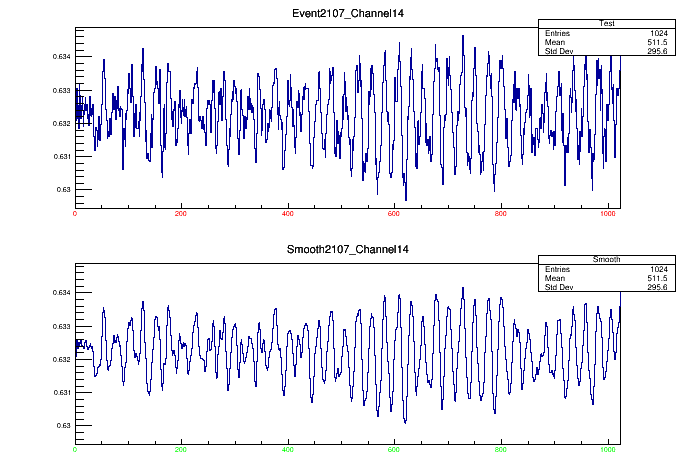 Event2107_Channel14
Test
Entries 1024
Mean 511.5
Std Dev 295.6
0.634
0.633
0.632
0.631
0.63
0 200 400 600 800 1000
Smooth2107_Channel14
Smooth
Entries 1024
Mean 511.5
Std Dev 295.6
0.634
0.633
0.632
0.631
0.63
0 200 400 600 800 1000